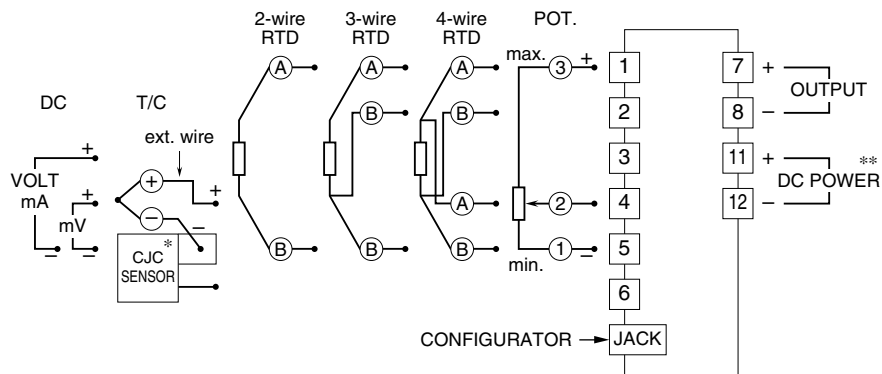 2-wire RTD
3-wire RTD
4-wire RTD
POT.
DC
T/C
ext. wire
VOLT
mA
+
mV
+
–
–
+
–
+
–
CJC *
SENSOR
A
B
A
B
B
A
B
A
B
max.
3
+
2
1
–
min.
1
2
3
4
5
6
CONFIGURATOR
JACK
7
+
8
–
OUTPUT
11
+
12
–
DC POWER **